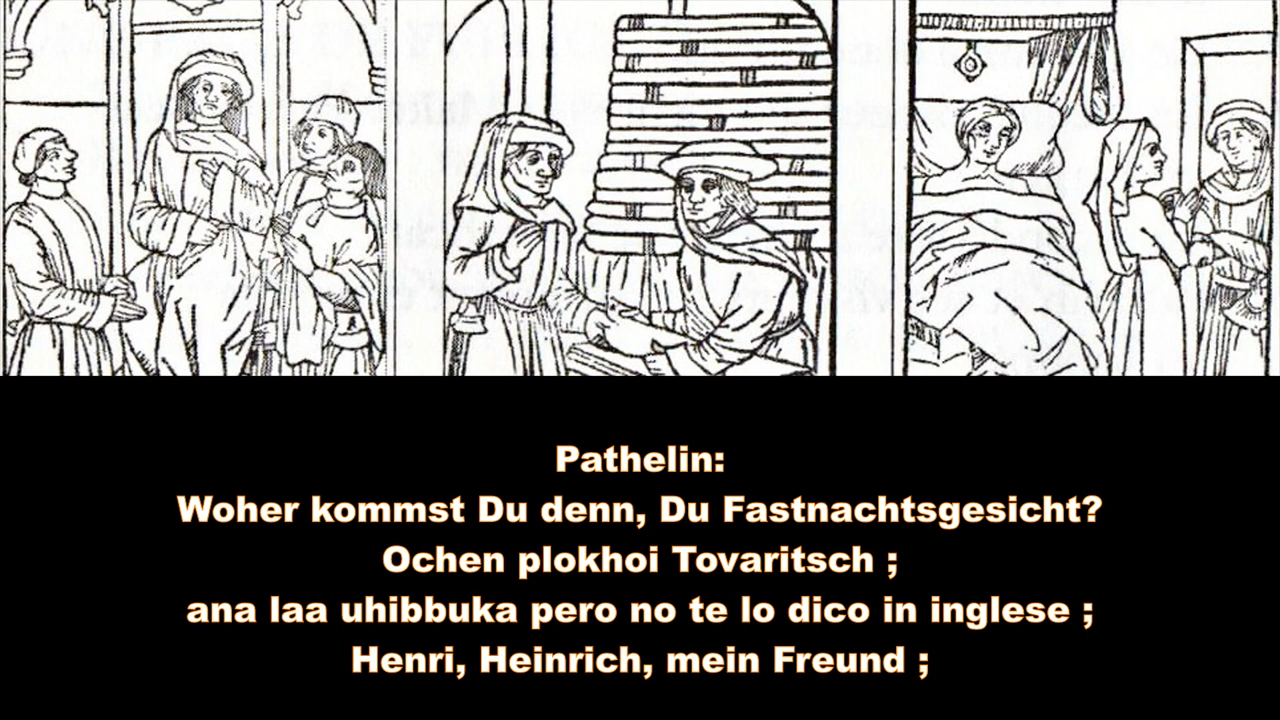 Pathelin:
Woher kommst Du denn, Du Fastnachtsgesicht?
Ochen plokhoi Tovaritsch ;
ana laa uhibbuka pero no te lo dico in inglese ;
Henri, Heinrich, mein Freund ;